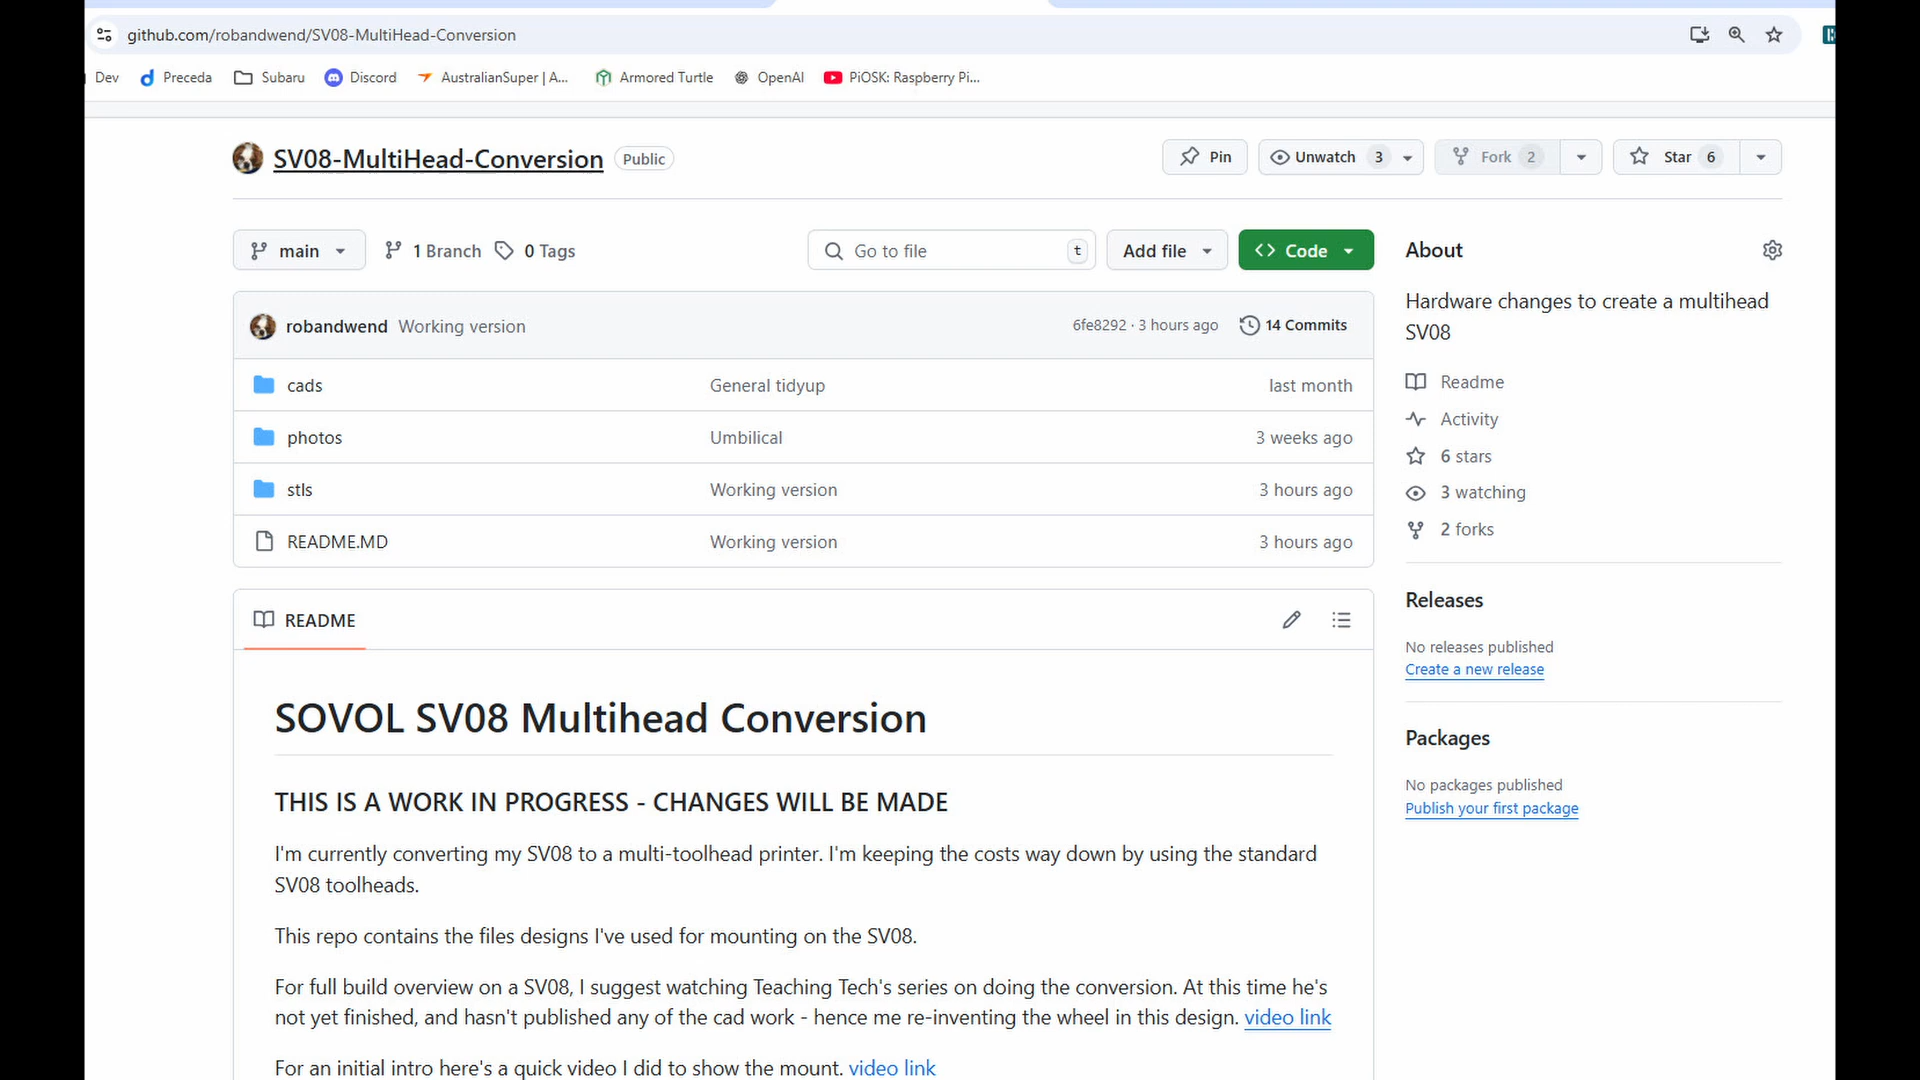 github.com/robandwend/SV08-MultiHead-Conversion
Dev Preceda Subaru Discord AustralianSuper | A... Armored Turtle OpenAI PiOSK: Raspberry Pi...
SV08-MultiHead-Conversion Public Pin Unwatch 3 Fork 2 Star 6
main 1 Branch 0 Tags Go to file t Add file Code About
Hardware changes to create a multihead
SV08
robandwend Working version 6fe8292 · 3 hours ago 14 Commits
cads General tidyup last month
photos Umbilical 3 weeks ago
stls Working version 3 hours ago
README.MD Working version 3 hours ago
Readme
Activity
6 stars
3 watching
2 forks
Releases
No releases published
Create a new release
Packages
No packages published
Publish your first package
README
SOVOL SV08 Multihead Conversion
THIS IS A WORK IN PROGRESS - CHANGES WILL BE MADE
I'm currently converting my SV08 to a multi-toolhead printer. I'm keeping the costs way down by using the standard
SV08 toolheads.
This repo contains the files designs I've used for mounting on the SV08.
For full build overview on a SV08, I suggest watching Teaching Tech's series on doing the conversion. At this time he's
not yet finished, and hasn't published any of the cad work - hence me re-inventing the wheel in this design. video link
For an initial intro here's a quick video I did to show the mount. video link